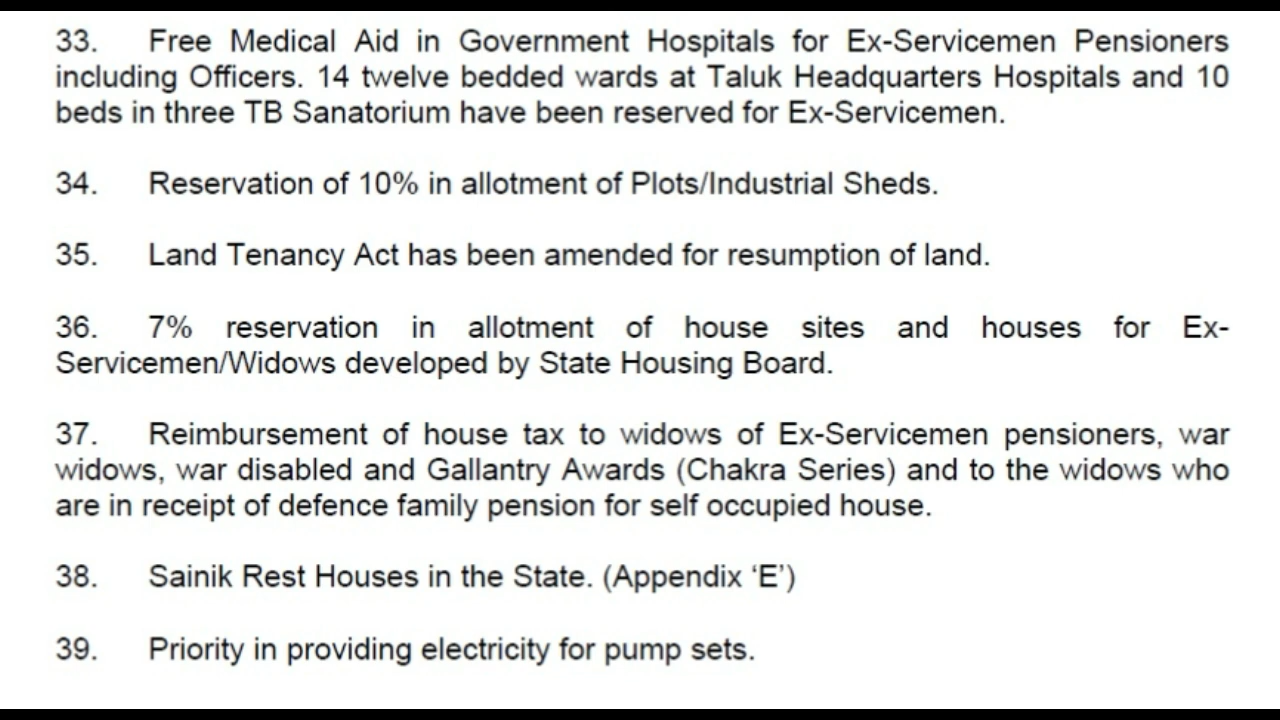 33. Free Medical Aid in Government Hospitals for Ex-Servicemen Pensioners
including Officers. 14 twelve bedded wards at Taluk Headquarters Hospitals and 10
beds in three TB Sanatorium have been reserved for Ex-Servicemen.
34. Reservation of 10% in allotment of Plots/Industrial Sheds.
35. Land Tenancy Act has been amended for resumption of land.
36. 7% reservation in allotment of house sites and houses for Ex-
Servicemen/Widows developed by State Housing Board.
37. Reimbursement of house tax to widows of Ex-Servicemen pensioners, war
widows, war disabled and Gallantry Awards (Chakra Series) and to the widows who
are in receipt of defence family pension for self occupied house.
38. Sainik Rest Houses in the State. (Appendix ‘E’)
39. Priority in providing electricity for pump sets.